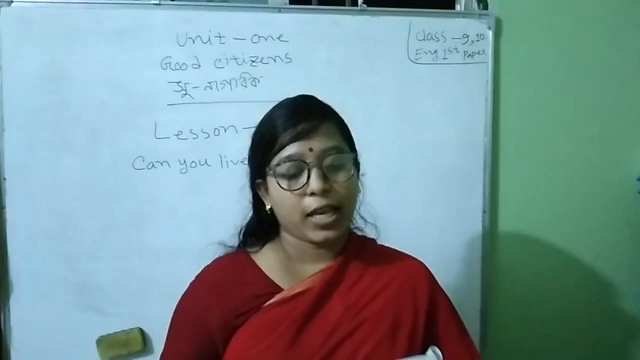 Unit - one
Good citizens
সু-নাগরিক
Lesson -
Can you live
Class - 9, 10
Eng 1st Paper